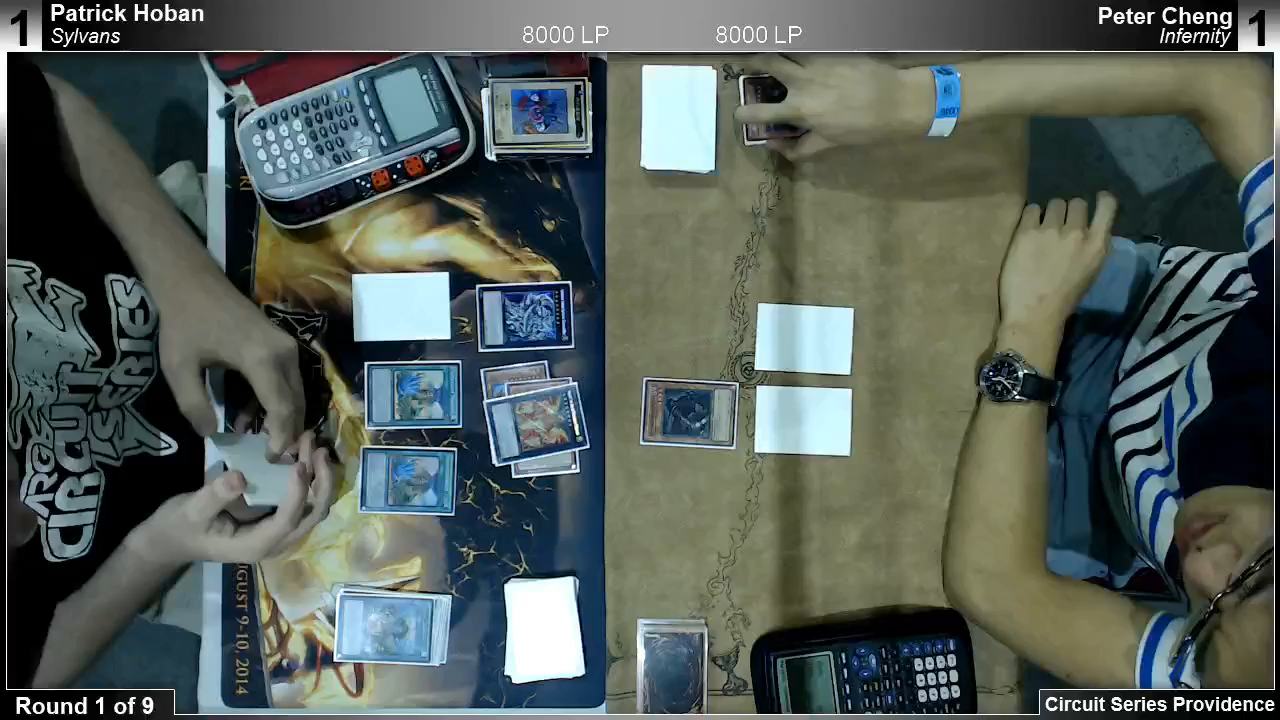 1
Patrick Hoban
Sylvans
8000 LP
8000 LP
Peter Cheng
Infernity
1
ARG
CIRCUIT
SERIES
AUGUST 9-10, 2014
Round 1 of 9
Circuit Series Providence